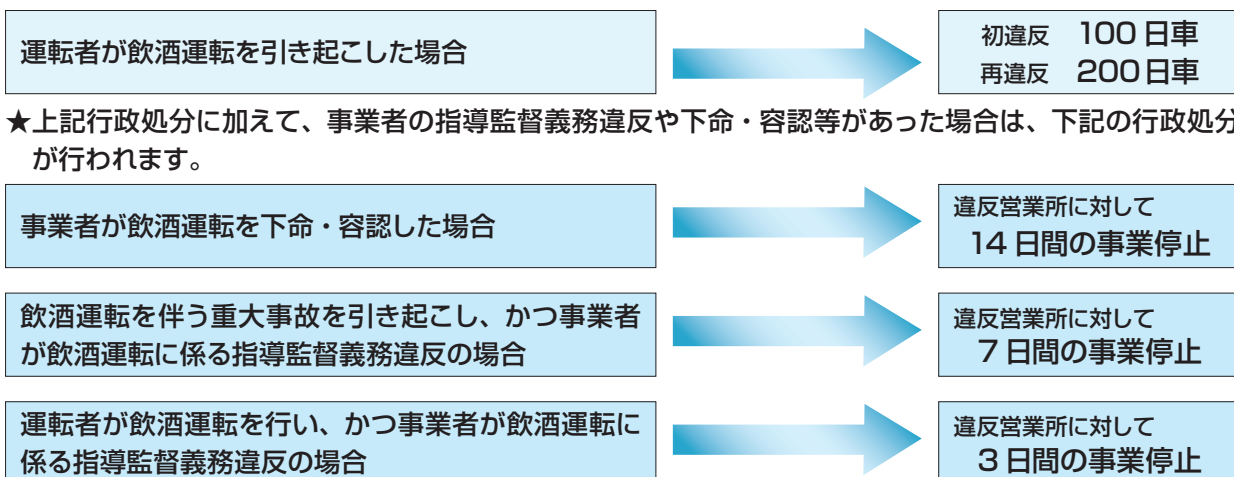 運転者が飲酒運転を引き起こした場合
初違反 100日車
再違反 200日車
★上記行政処分に加えて、事業者の指導監督義務違反や下命・容認等があった場合は、下記の行政処分
が行われます。
事業者が飲酒運転を下命・容認した場合
違反営業所に対して
14日間の事業停止
飲酒運転を伴う重大事故を引き起こし、かつ事業者
が飲酒運転に係る指導監督義務違反の場合
違反営業所に対して
7日間の事業停止
運転者が飲酒運転を行い、かつ事業者が飲酒運転に
係る指導監督義務違反の場合
違反営業所に対して
3日間の事業停止